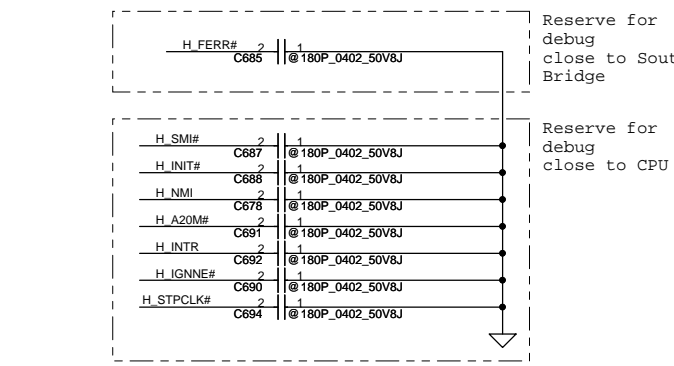 Reserve for
debug
close to Sout
Bridge
H_FERR# 2 1
C685 @180P_0402_50V8J
Reserve for
debug
close to CPU
H_SMI# 2 1
C687 @180P_0402_50V8J
H_INIT# 2 1
C688 @180P_0402_50V8J
H_NMI 2 1
C678 @180P_0402_50V8J
H_A20M# 2 1
C691 @180P_0402_50V8J
H_INTR 2 1
C692 @180P_0402_50V8J
H_IGNNE# 2 1
C690 @180P_0402_50V8J
H_STPCLK# 2 1
C694 @180P_0402_50V8J